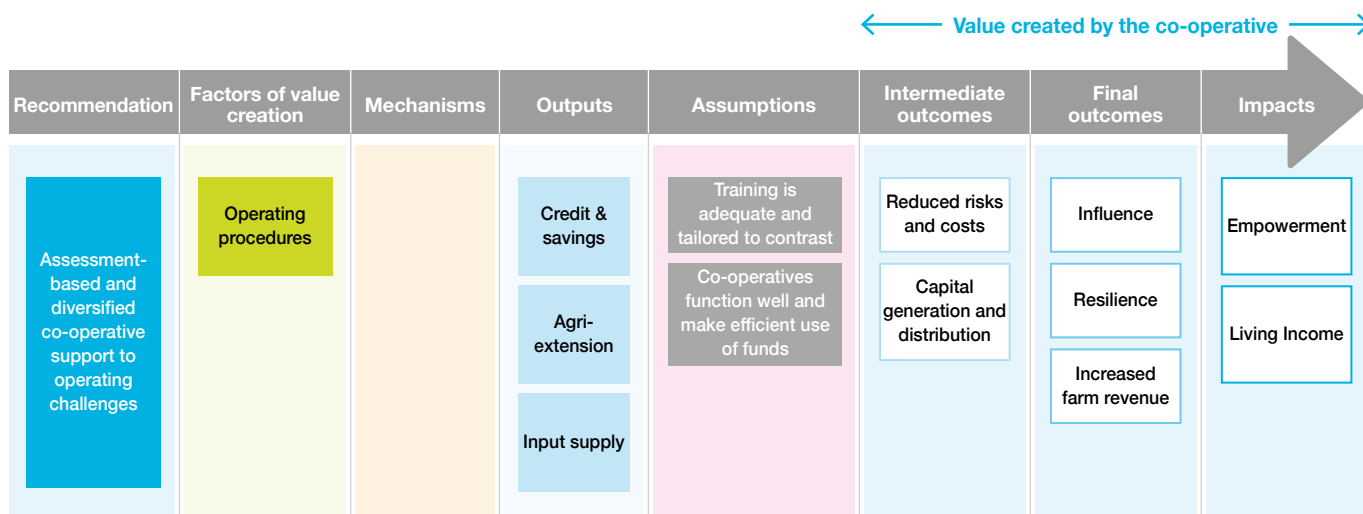 Value created by the co-operative
Recommendation
Factors of value
creation
Mechanisms
Outputs
Assumptions
Intermediate
outcomes
Final
outcomes
Impacts
Assessment-
based and
diversified
co-operative
support to
operating
challenges
Operating
procedures
Credit &
savings
Agri-
extension
Input supply
Training is
adequate and
tailored to contrast
Co-operatives
function well and
make efficient use
of funds
Reduced risks
and costs
Capital
generation and
distribution
Influence
Resilience
Increased
farm revenue
Empowerment
Living Income